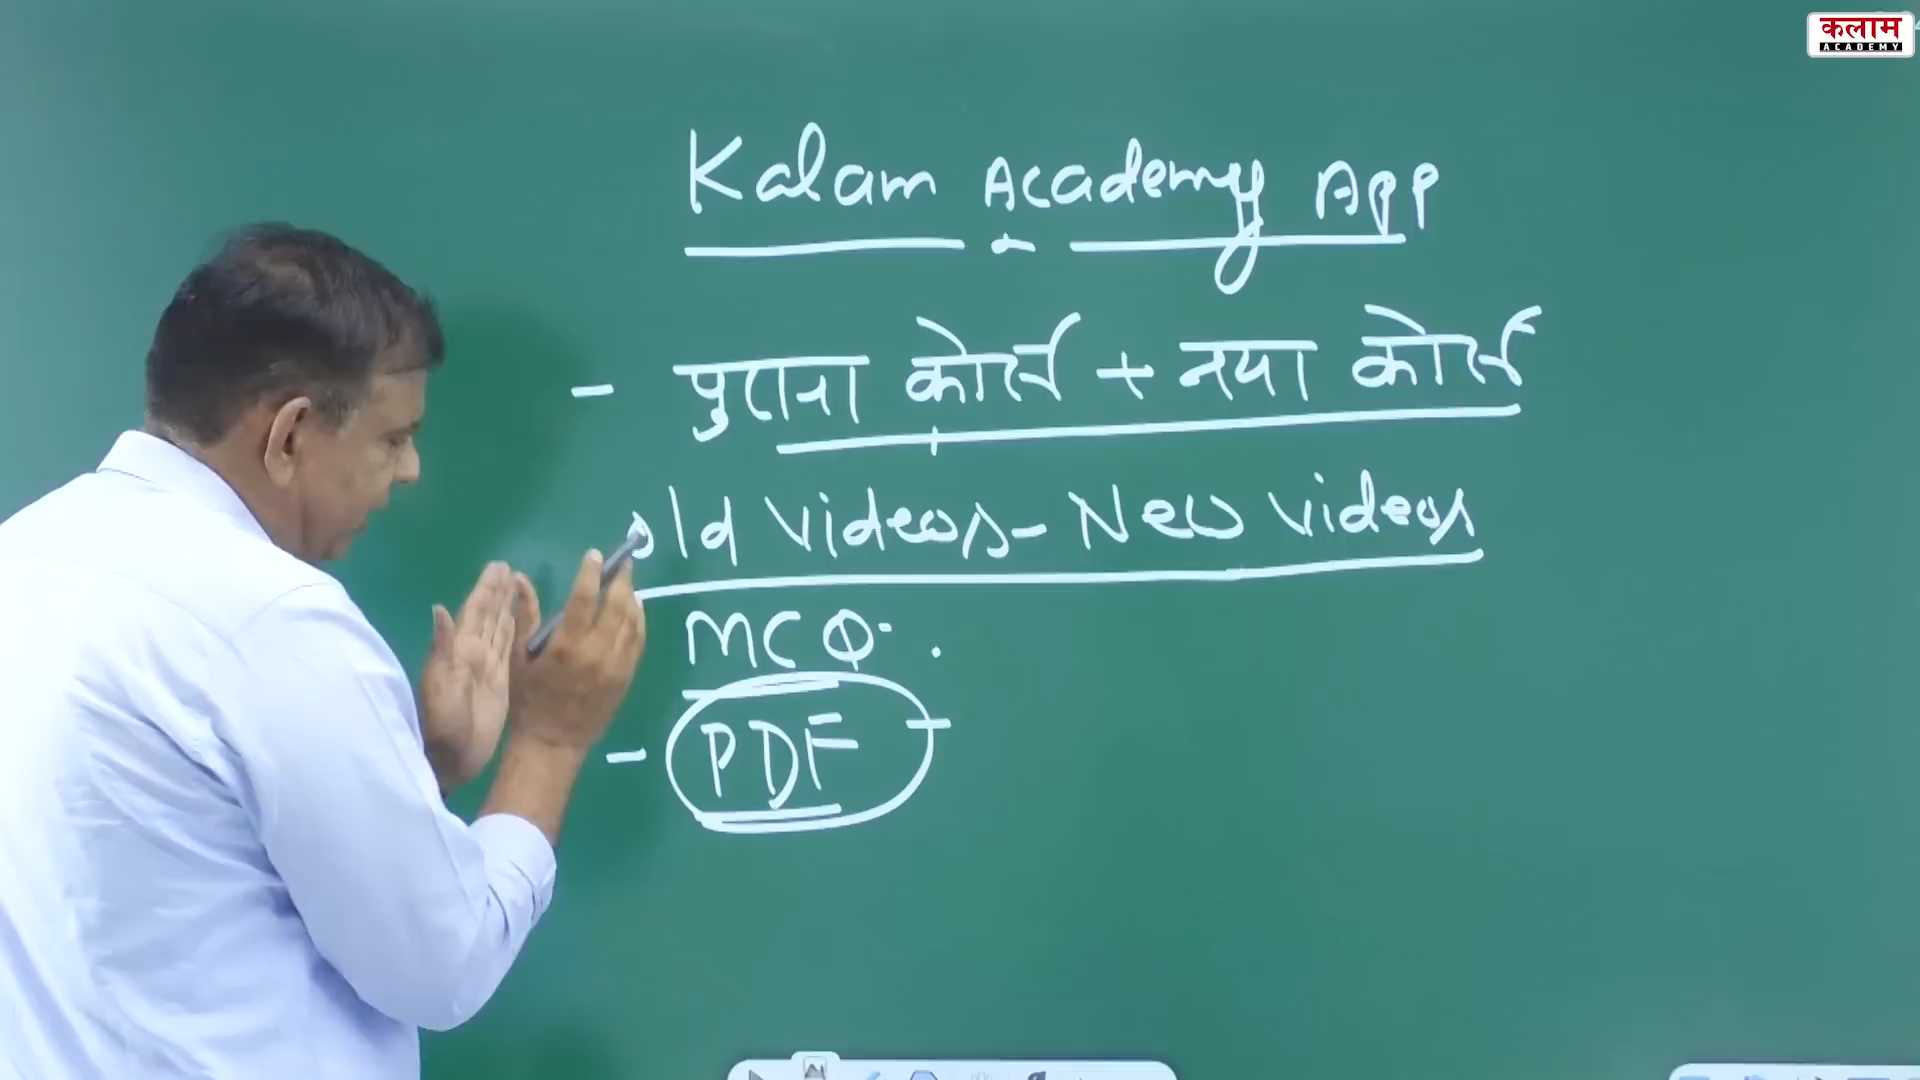 कलाम
ACADEMY
Kalam Academy App
- पुराना कोर्स + नया कोर्स
old videos - New videos
MCQ.
- PDF